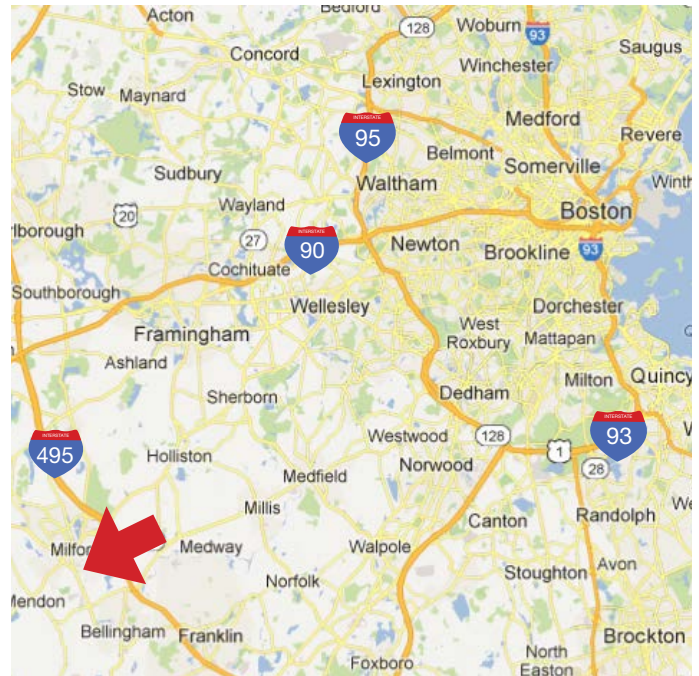 Bedford
Acton
128
Woburn
93
Saugus
Concord
Winchester
Lexington
Stow
Maynard
Medford
INTERSTATE
95
Revere
Belmont
Somerville
Sudbury
Waltham
Winth
20
Wayland
Boston
rlborough
27
INTERSTATE
90
Newton
Brookline
93
Cochituate
Southborough
Wellesley
Dorchester
Framingham
West
Roxbury
Mattapan
Ashland
Milton
Quincy
Sherborn
Dedham
INTERSTATE
495
Westwood
128
1
INTERSTATE
93
Holliston
Norwood
28
Medfield
Millis
Canton
Randolph
Milfor
Medway
Walpole
Stoughton
Avon
Norfolk
Mendon
Bellingham
Franklin
Brockton
North
Easton
Foxboro